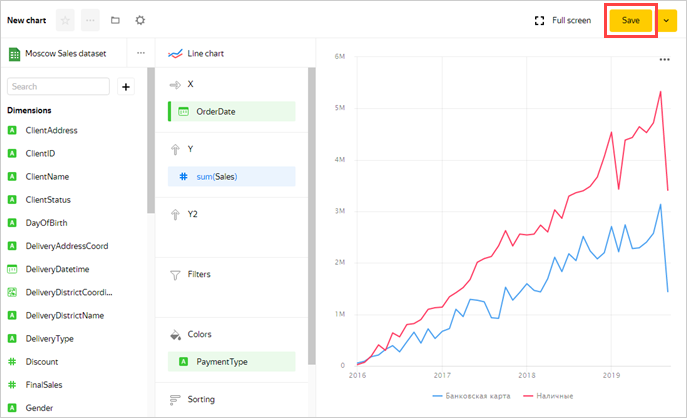 New chart
Full screen
Save
Moscow Sales dataset
Search
Dimensions
ClientAddress
ClientID
ClientName
ClientStatus
DayOfBirth
DeliveryAddressCoord
DeliveryDatetime
DeliveryDistrictCoordi...
DeliveryDistrictName
DeliveryType
Discount
FinalSales
Gender
Line chart
X
OrderDate
Y
sum(Sales)
Y2
Filters
Colors
PaymentType
Sorting
6M
5M
4M
3M
2M
1M
0
2016 2017 2018 2019
Банковская карта Наличные